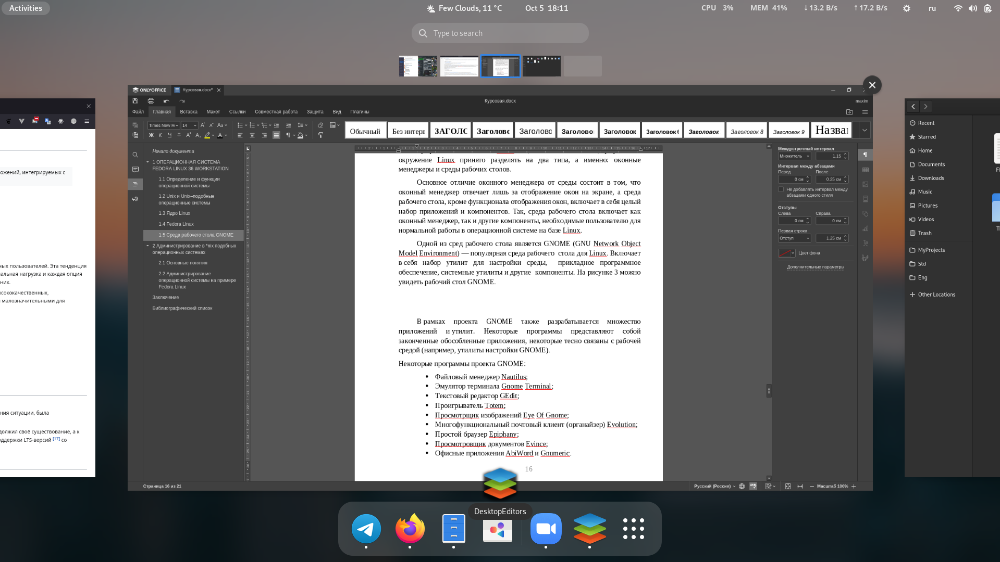 Activities
Few Clouds, 11 °C
Oct 5 18:11
CPU 3%
MEM 41%
↓13.2 B/s
↑17.2 B/s
ru
Type to search
ONLYOFFICE
Курсовая.docx*
Курсовая.docx
maxim
Файл
Главная
Вставка
Макет
Ссылки
Совместная работа
Защита
Вид
Плагины
Times New R
14
Обычный
Без интерв
ЗАГОЛС
Заголовс
Заголово
Заголово
Заголовок
Заголовок
Заголовок
Заголовок 8
Заголовок 9
Назва
Начало документа
1 ОПЕРАЦИОННАЯ СИСТЕМА
FEDORA LINUX 36 WORKSTATION
1.1 Определение и функции
операционной системы
1.2 Unix и Unix–подобные
операционные системы
1.3 Ядро Linux
1.4 Fedora Linux
1.5 Среда рабочего стола GNOME
2 Администрирование в *nix подобных
операционных системах
2.1 Основные понятия
2.2 Администрирование
операционной системы на примере
Fedora Linux
Заключение
Библиографический список
окружение Linux принято разделять на два типа, а именно: оконные
менеджеры и среды рабочих столов.
Основное отличие оконного менеджера от среды состоит в том, что
оконный менеджер отвечает лишь за отображение окон на экране, а среда
рабочего стола, кроме функционала отображения окон, включает в себя целый
набор приложений и компонентов. Так, среда рабочего стола включает как
оконный менеджер, так и другие компоненты, необходимые пользователю для
нормальной работы в операционной системе на базе Linux.
Одной из сред рабочего стола является GNOME (GNU Network Object
Model Environment) — популярная среда рабочего стола для Linux. Включает
в себя набор утилит для настройки среды, прикладное программное
обеспечение, системные утилиты и другие компоненты. На рисунке 3 можно
увидеть рабочий стол GNOME.
В рамках проекта GNOME также разрабатывается множество
приложений и утилит. Некоторые программы представляют собой
законченные обособленные приложения, некоторые тесно связаны с рабочей
средой (например, утилиты настройки GNOME).
Некоторые программы проекта GNOME:
• Файловый менеджер Nautilus;
• Эмулятор терминала Gnome Terminal;
• Текстовый редактор GEdit;
• Проигрыватель Totem;
• Просмотрщик изображений Eye Of Gnome;
• Многофункциональный почтовый клиент (органайзер) Evolution;
• Простой браузер Epiphany;
• Просмотровщик документов Evince;
• Офисные приложения AbiWord и Gnumeric.
16
Междустрочный интервал
Множитель
1.15
Интервал между абзацами
Перед
После
0 см
0.25 см
Не добавлять интервал между
абзацами одного стиля
Отступы
Слева
Справа
0 см
0 см
Первая строка
Отступ
1.25 см
Цвет фона
Дополнительные параметры
Страница 16 из 21
Русский (Россия)
Масштаб 100%
ожений, интегрируемых с
ных пользователей. Эта тенденция
альная нагрузка и каждая опция
них.
ысококачественных,
и малозначительными для
ния ситуации, была
должил своё существование, а к
оддержки LTS-версий [17] со
Recent
Starred
Home
Documents
Downloads
Music
Pictures
Videos
Trash
MyProjects
Std
Eng
Other Locations
DesktopEditors